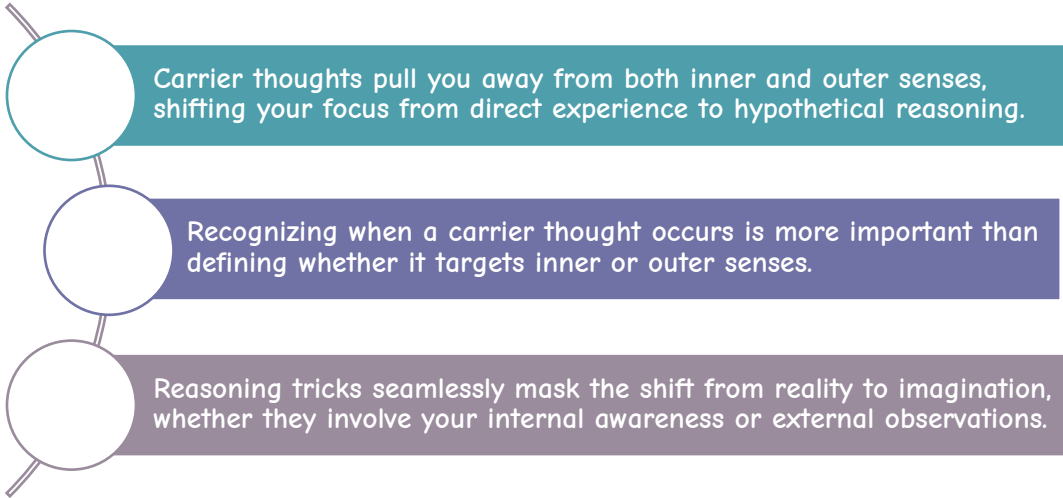 Carrier thoughts pull you away from both inner and outer senses,
shifting your focus from direct experience to hypothetical reasoning.
Recognizing when a carrier thought occurs is more important than
defining whether it targets inner or outer senses.
Reasoning tricks seamlessly mask the shift from reality to imagination,
whether they involve your internal awareness or external observations.